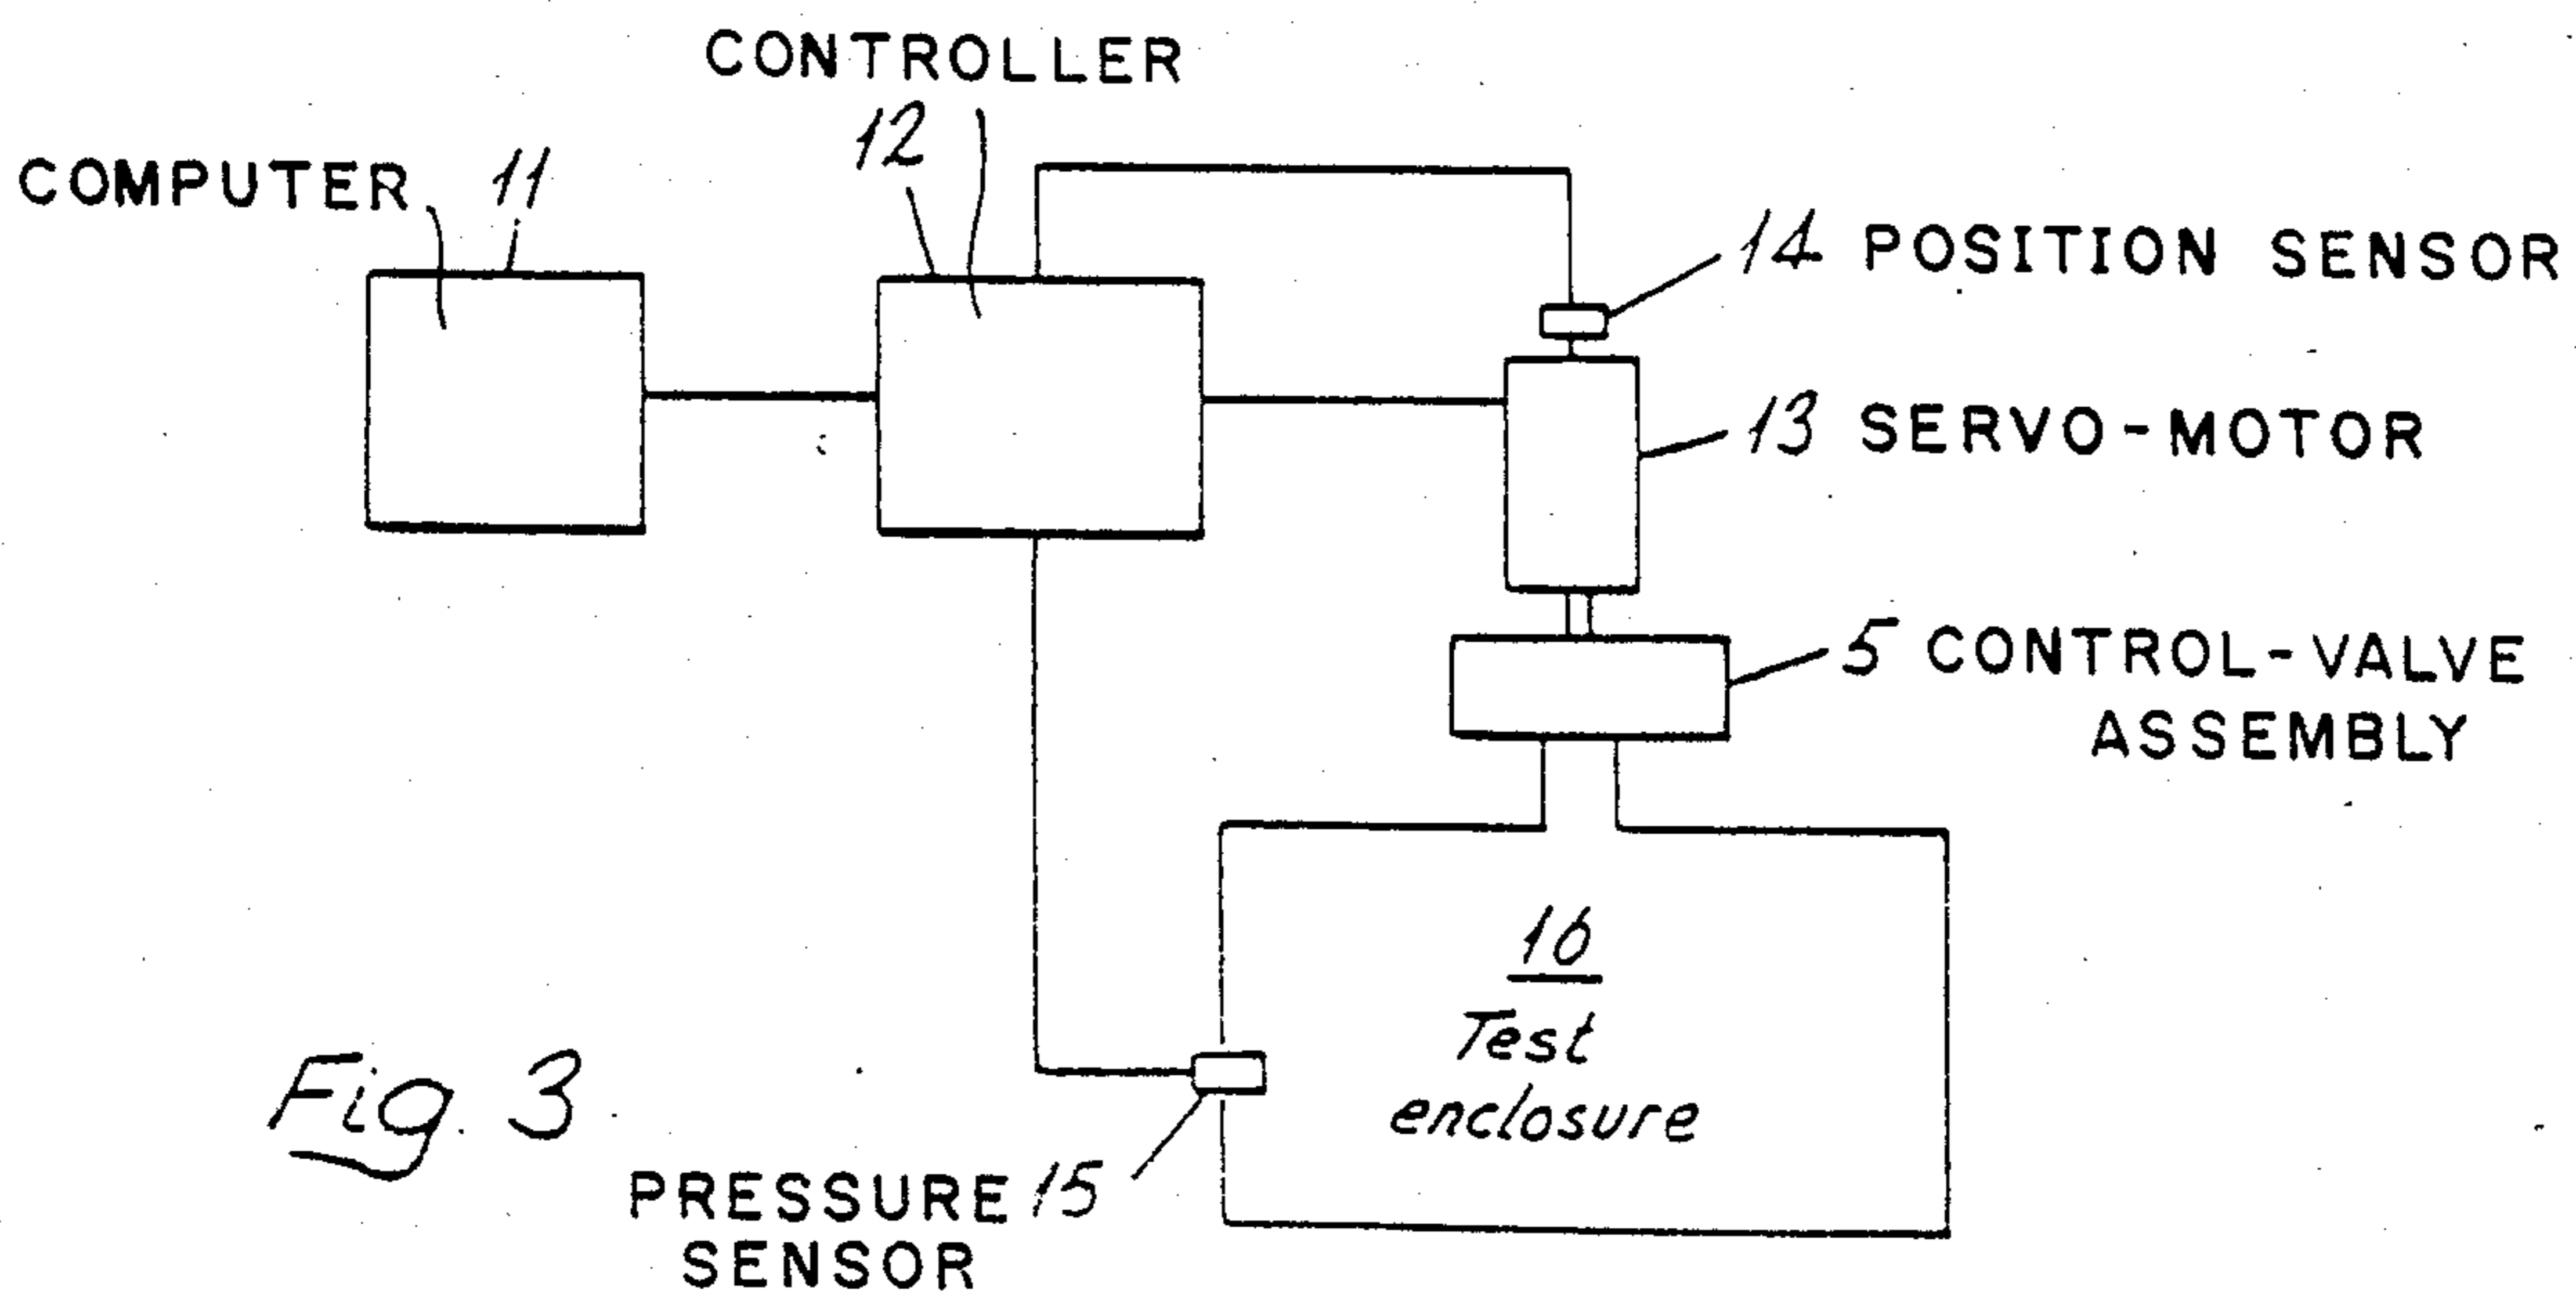 CONTROLLER
12
COMPUTER 11
14 POSITION SENSOR
13 SERVO-MOTOR
5 CONTROL-VALVE
ASSEMBLY
16
Test
enclosure
Fig. 3
PRESSURE 15
SENSOR